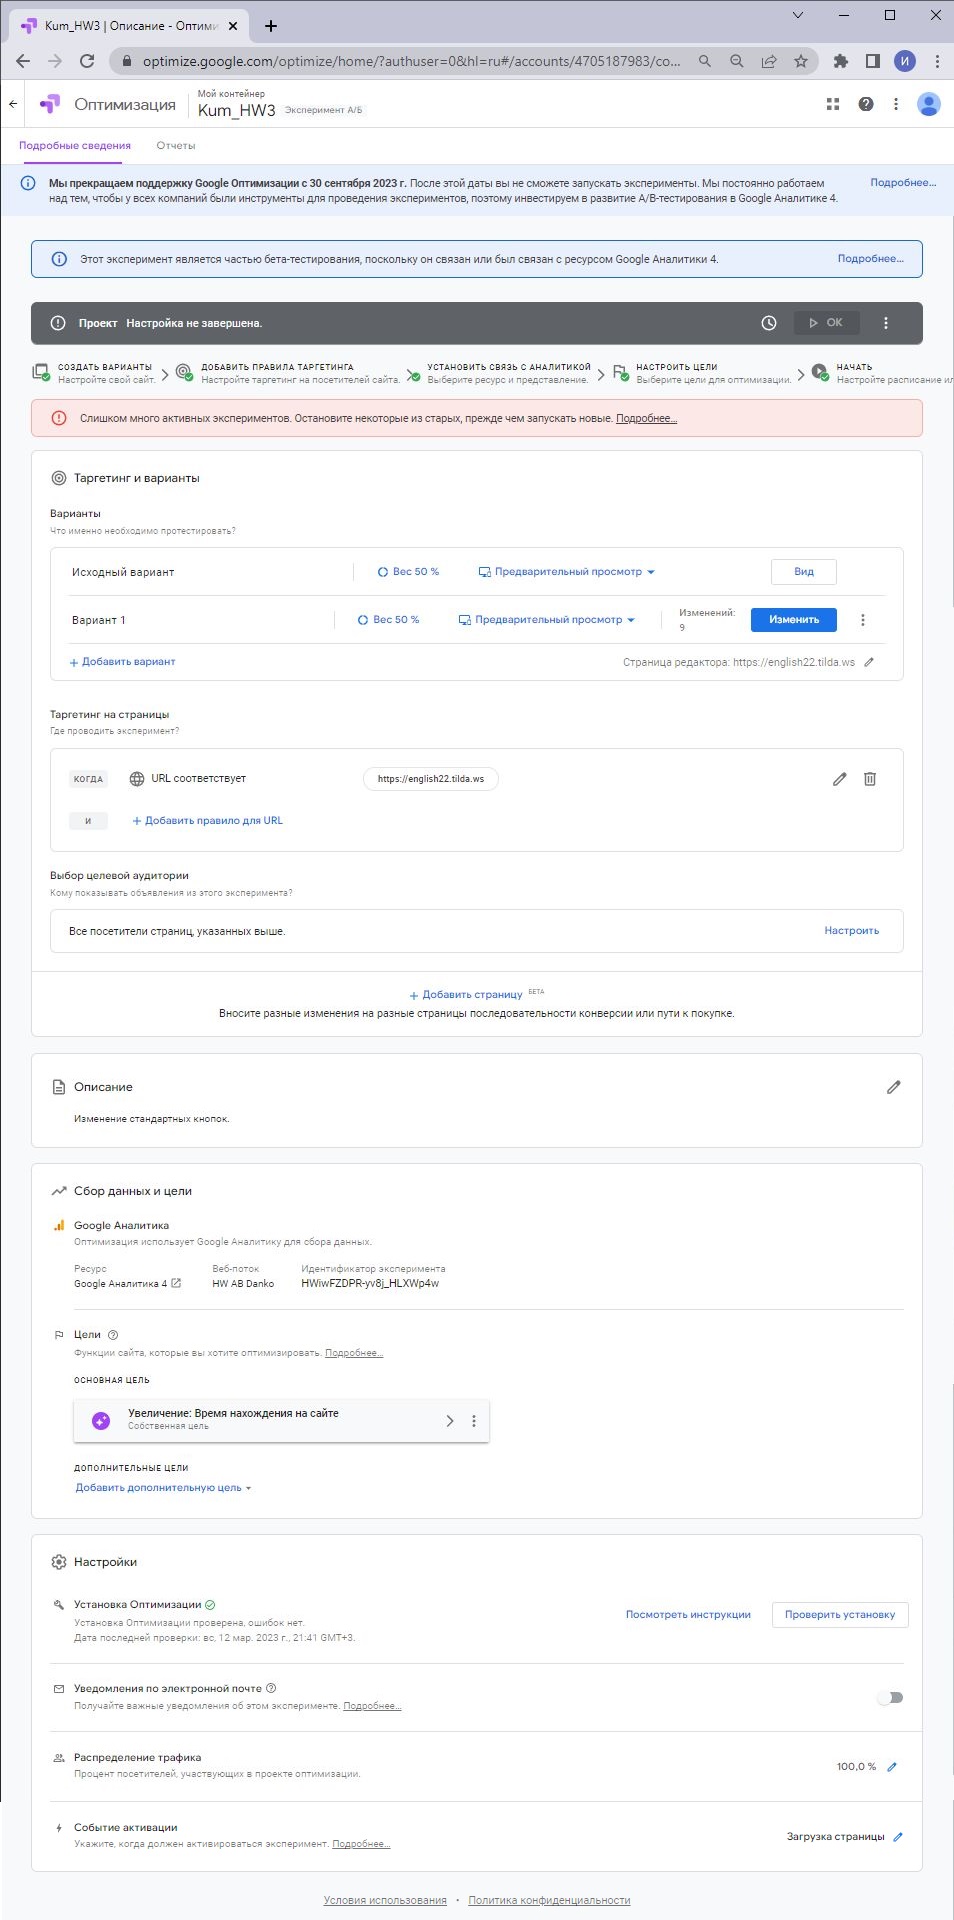 Kum_HW3 | Описание - Оптими
optimize.google.com/optimize/home/?authuser=0&hl=ru#/accounts/4705187983/co...
И
Оптимизация
Мой контейнер
Kum_HW3 Эксперимент А/Б
Подробные сведения
Отчеты
Мы прекращаем поддержку Google Оптимизации с 30 сентября 2023 г. После этой даты вы не сможете запускать эксперименты. Мы постоянно работаем
над тем, чтобы у всех компаний были инструменты для проведения экспериментов, поэтому инвестируем в развитие A/B-тестирования в Google Аналитике 4.
Подробнее...
Этот эксперимент является частью бета-тестирования, поскольку он связан или был связан с ресурсом Google Аналитики 4.
Подробнее...
Проект Настройка не завершена.
ОК
СОЗДАТЬ ВАРИАНТЫ
Настройте свой сайт.
ДОБАВИТЬ ПРАВИЛА ТАРГЕТИНГА
Настройте таргетинг на посетителей сайта.
УСТАНОВИТЬ СВЯЗЬ С АНАЛИТИКОЙ
Выберите ресурс и представление.
НАСТРОИТЬ ЦЕЛИ
Выберите цели для оптимизации.
НАЧАТЬ
Настройте расписание ил
Слишком много активных экспериментов. Остановите некоторые из старых, прежде чем запускать новые. Подробнее...
Таргетинг и варианты
Варианты
Что именно необходимо протестировать?
Исходный вариант
Вес 50 %
Предварительный просмотр
Вид
Вариант 1
Вес 50 %
Предварительный просмотр
Изменений:
9
Изменить
+ Добавить вариант
Страница редактора: https://english22.tilda.ws
Таргетинг на страницы
Где проводить эксперимент?
КОГДА
URL соответствует
https://english22.tilda.ws
И
+ Добавить правило для URL
Выбор целевой аудитории
Кому показывать объявления из этого эксперимента?
Все посетители страниц, указанных выше.
Настроить
+ Добавить страницу БЕТА
Вносите разные изменения на разные страницы последовательности конверсии или пути к покупке.
Описание
Изменение стандартных кнопок.
Сбор данных и цели
Google Аналитика
Оптимизация использует Google Аналитику для сбора данных.
Ресурс
Google Аналитика 4
Веб-поток
HW AB Danko
Идентификатор эксперимента
HWiwFZDPR-yv8j_HLXWp4w
Цели
Функции сайта, которые вы хотите оптимизировать. Подробнее...
ОСНОВНАЯ ЦЕЛЬ
Увеличение: Время нахождения на сайте
Собственная цель
ДОПОЛНИТЕЛЬНЫЕ ЦЕЛИ
Добавить дополнительную цель
Настройки
Установка Оптимизации
Установка Оптимизации проверена, ошибок нет.
Дата последней проверки: вс, 12 мар. 2023 г., 21:41 GMT+3.
Посмотреть инструкции
Проверить установку
Уведомления по электронной почте
Получайте важные уведомления об этом эксперименте. Подробнее...
Распределение трафика
Процент посетителей, участвующих в проекте оптимизации.
100,0 %
Событие активации
Укажите, когда должен активироваться эксперимент. Подробнее...
Загрузка страницы
Условия использования • Политика конфиденциальности